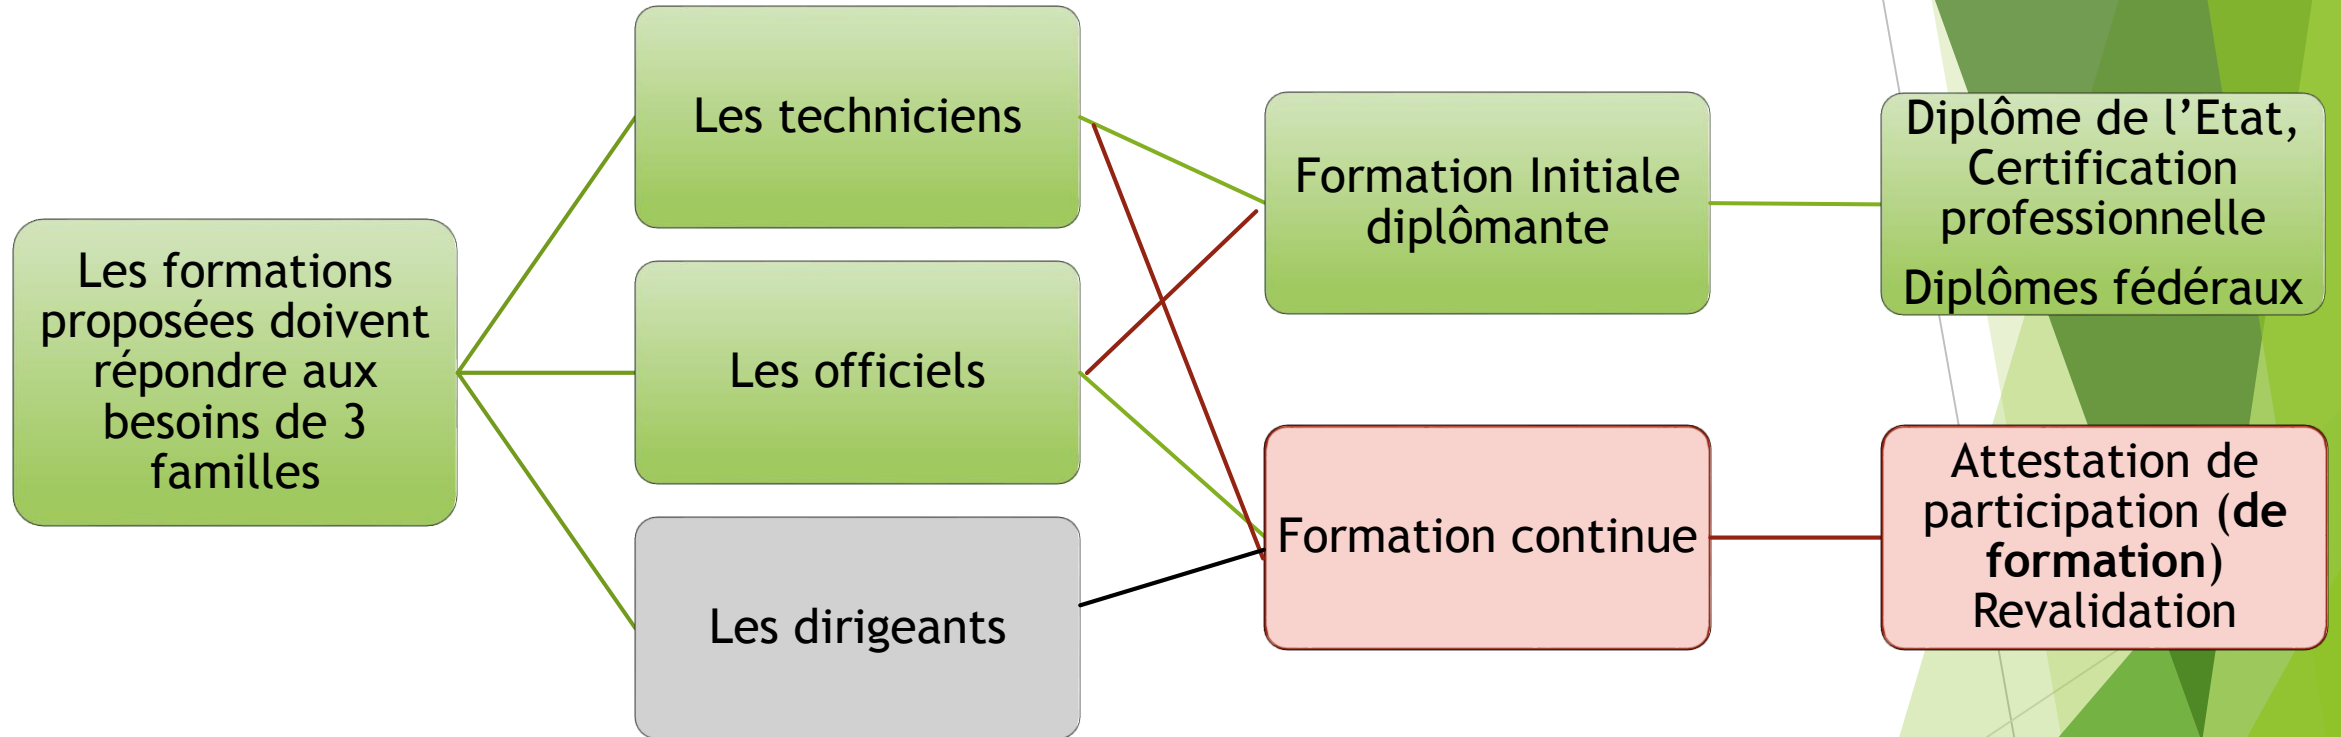 Les formations
proposées doivent
répondre aux
besoins de 3
familles
Les techniciens
Les officiels
Les dirigeants
Formation Initiale
diplômante
Formation continue
Diplôme de l’Etat,
Certification
professionnelle
Diplômes fédéraux
Attestation de
participation (de
formation)
Revalidation